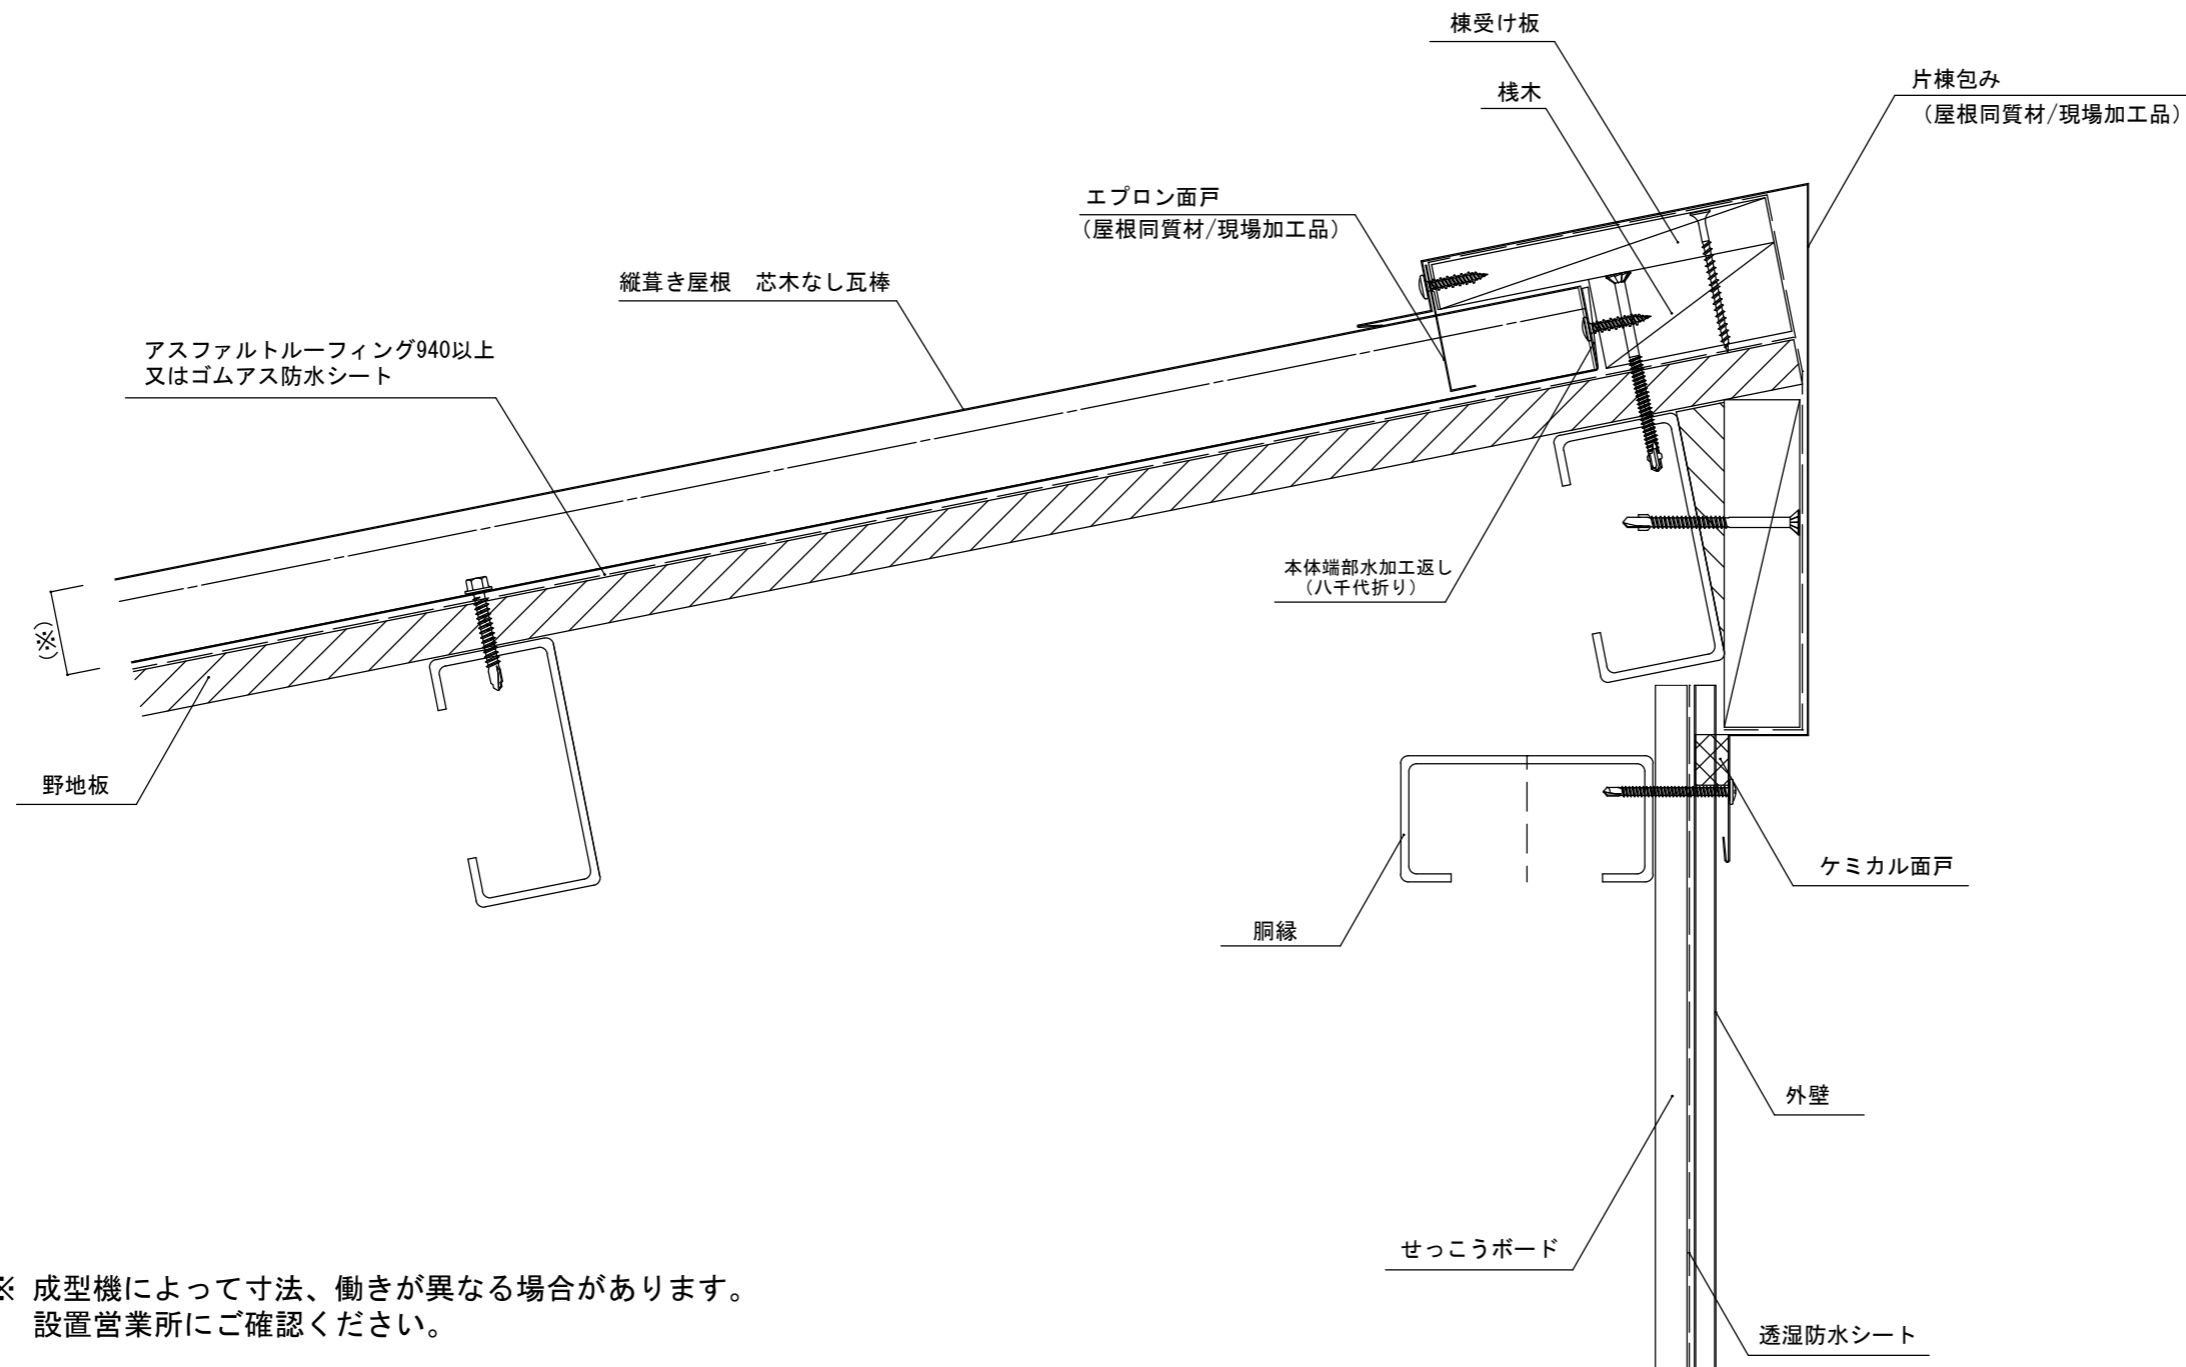 棟受け板
片棟包み
（屋根同質材/現場加工品）
桟木
エプロン面戸
（屋根同質材/現場加工品）
縦葺き屋根　芯木なし瓦棒
アスファルトルーフィング940以上
又はゴムアス防水シート
本体端部水加工返し
（八千代折り）
（※）
野地板
ケミカル面戸
胴縁
外壁
せっこうボード
透湿防水シート
※ 成型機によって寸法、働きが異なる場合があります。
設置営業所にご確認ください。